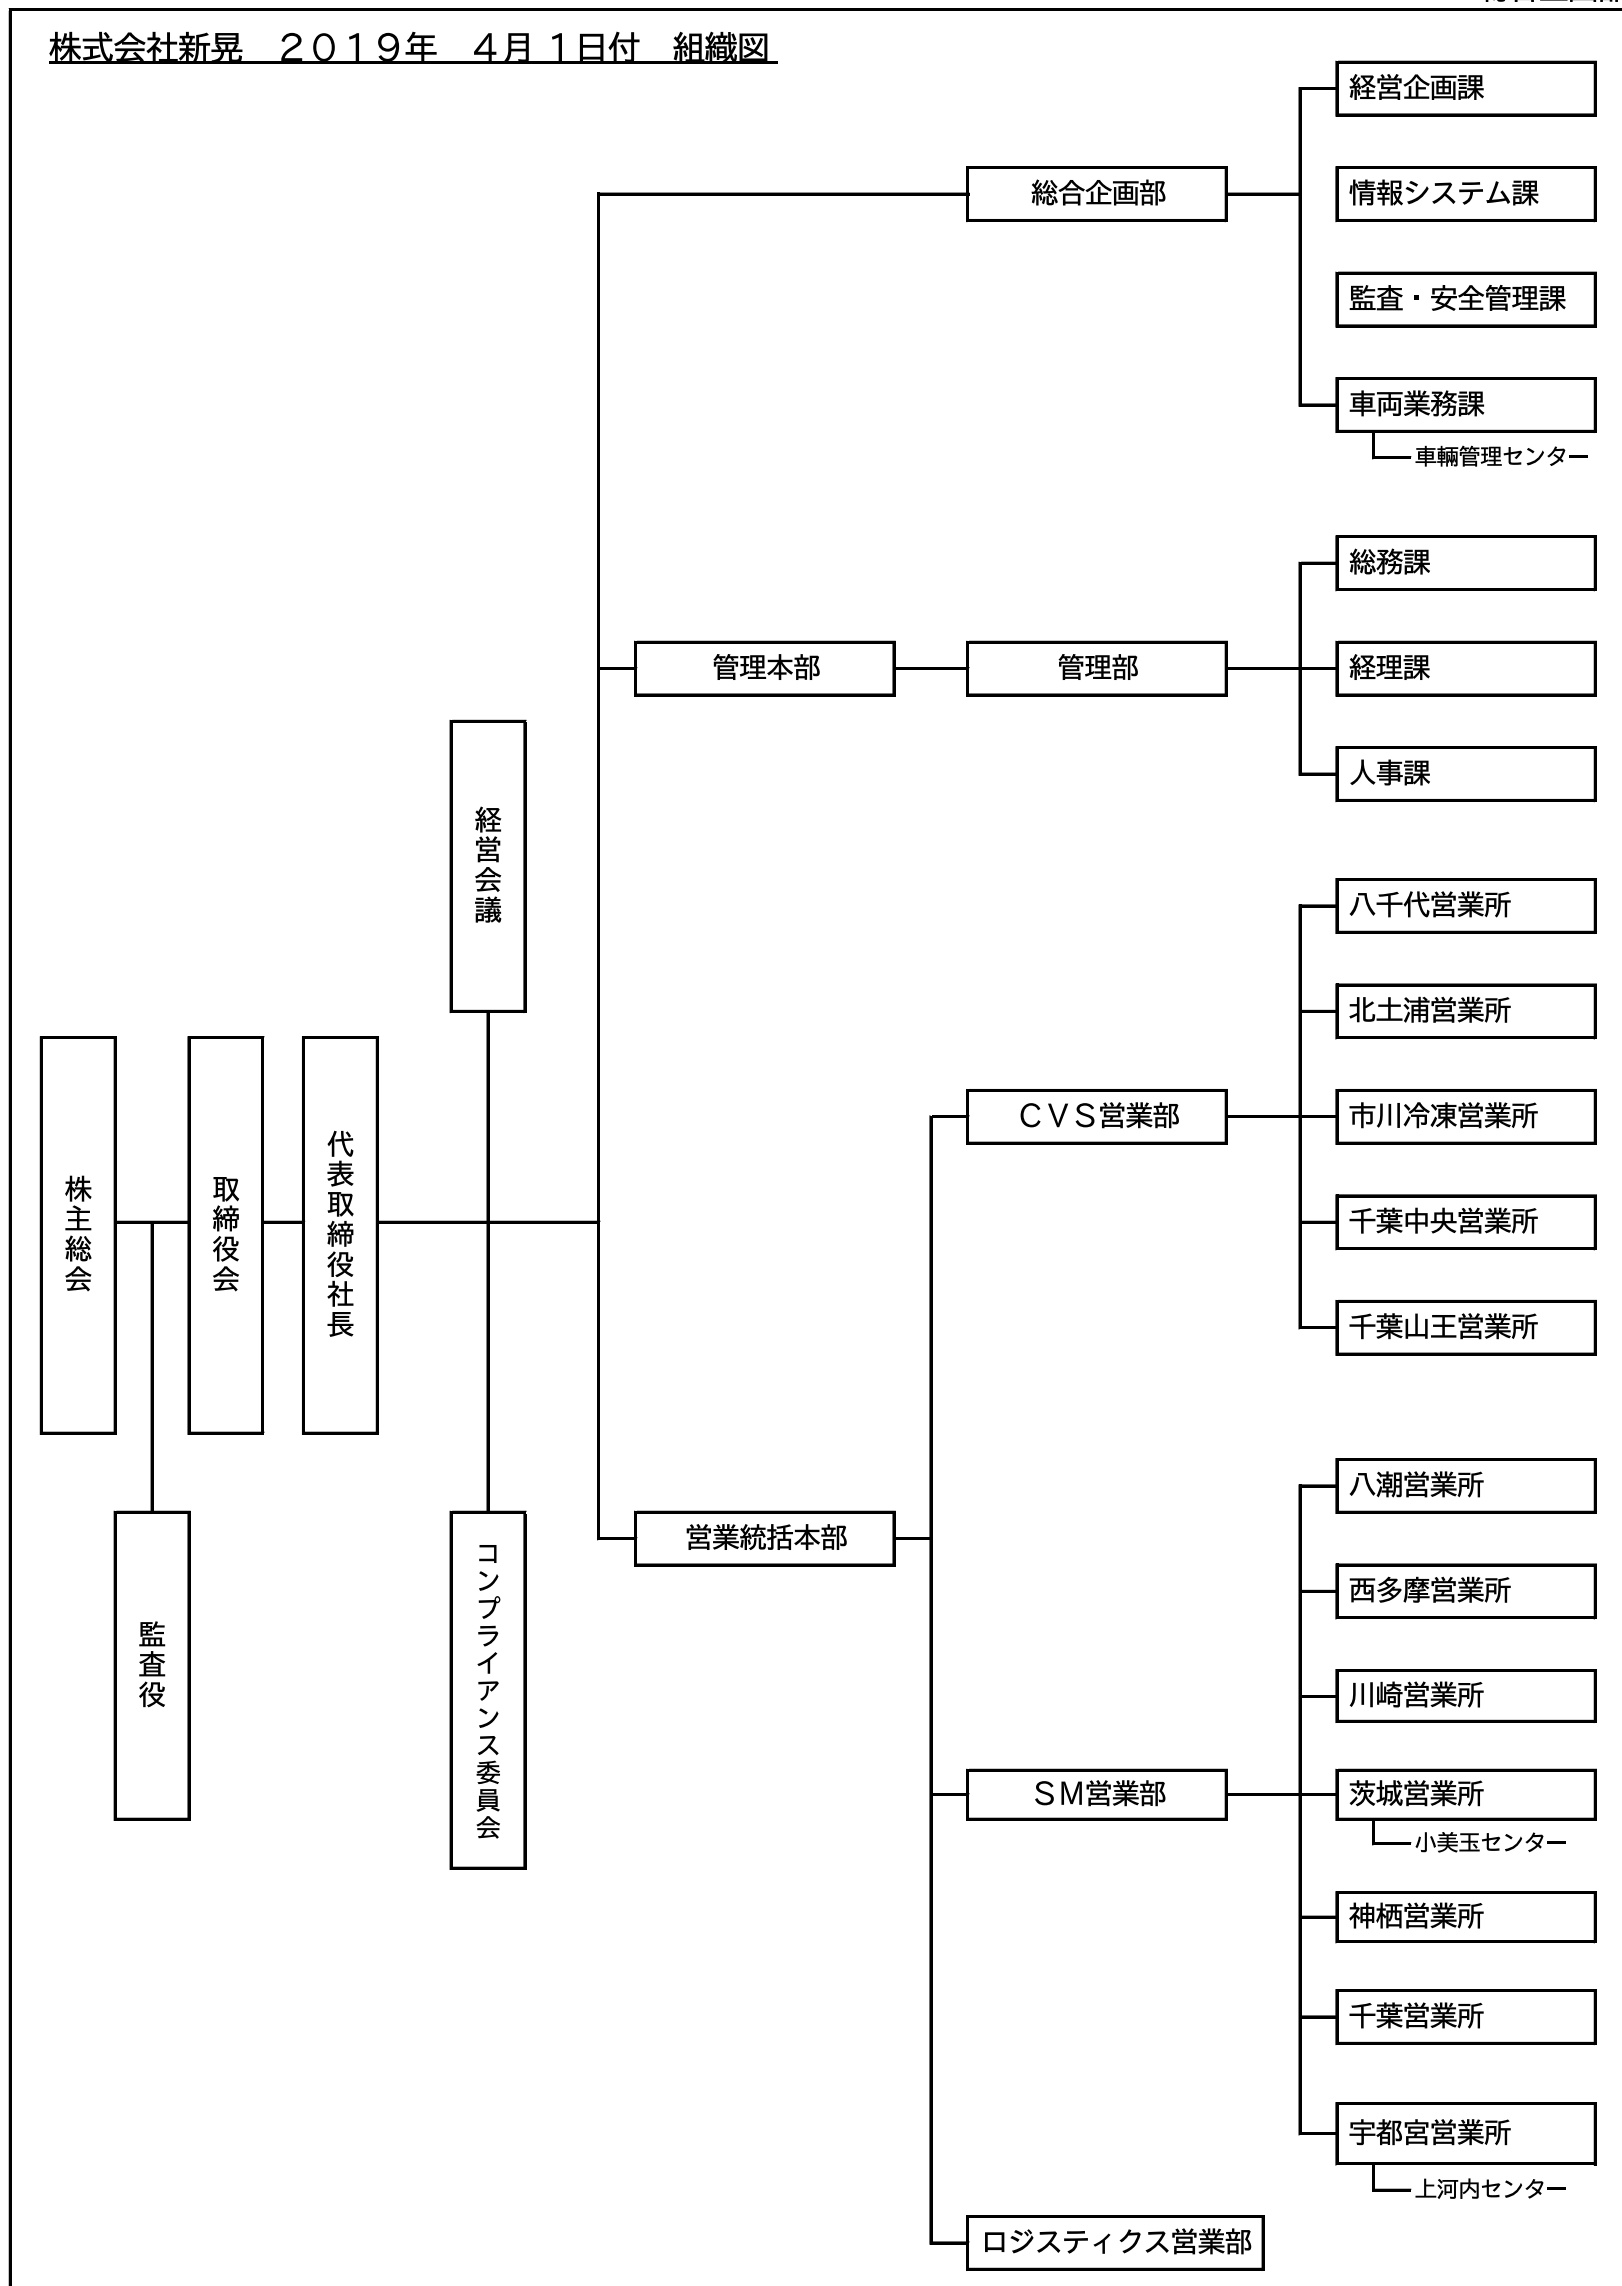 株式会社新晃　２０１９年　４月１日付　組織図
経営企画課
総合企画部
情報システム課
監査・安全管理課
車両業務課
車輛管理センター
総務課
管理本部
管理部
経理課
人事課
経営会議
八千代営業所
北土浦営業所
ＣＶＳ営業部
市川冷凍営業所
株主総会
取締役会
代表取締役社長
千葉中央営業所
千葉山王営業所
八潮営業所
営業統括本部
監査役
コンプライアンス委員会
西多摩営業所
川崎営業所
ＳＭ営業部
茨城営業所
小美玉センター
神栖営業所
千葉営業所
宇都宮営業所
上河内センター
ロジスティクス営業部